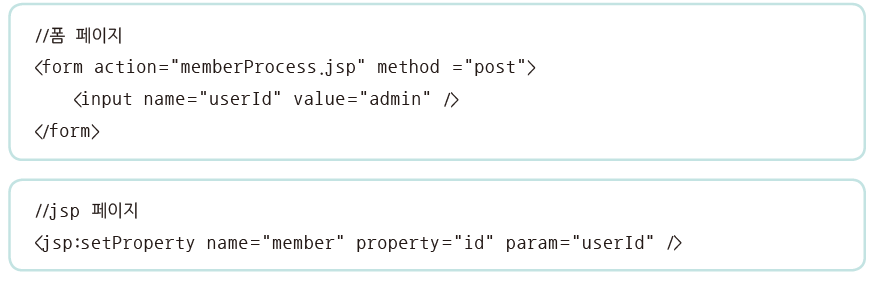 //폼 페이지
<form action="memberProcess.jsp" method ="post">
<input name="userId" value="admin" />
</form>
//jsp 페이지
<jsp:setProperty name="member" property="id" param="userId" />